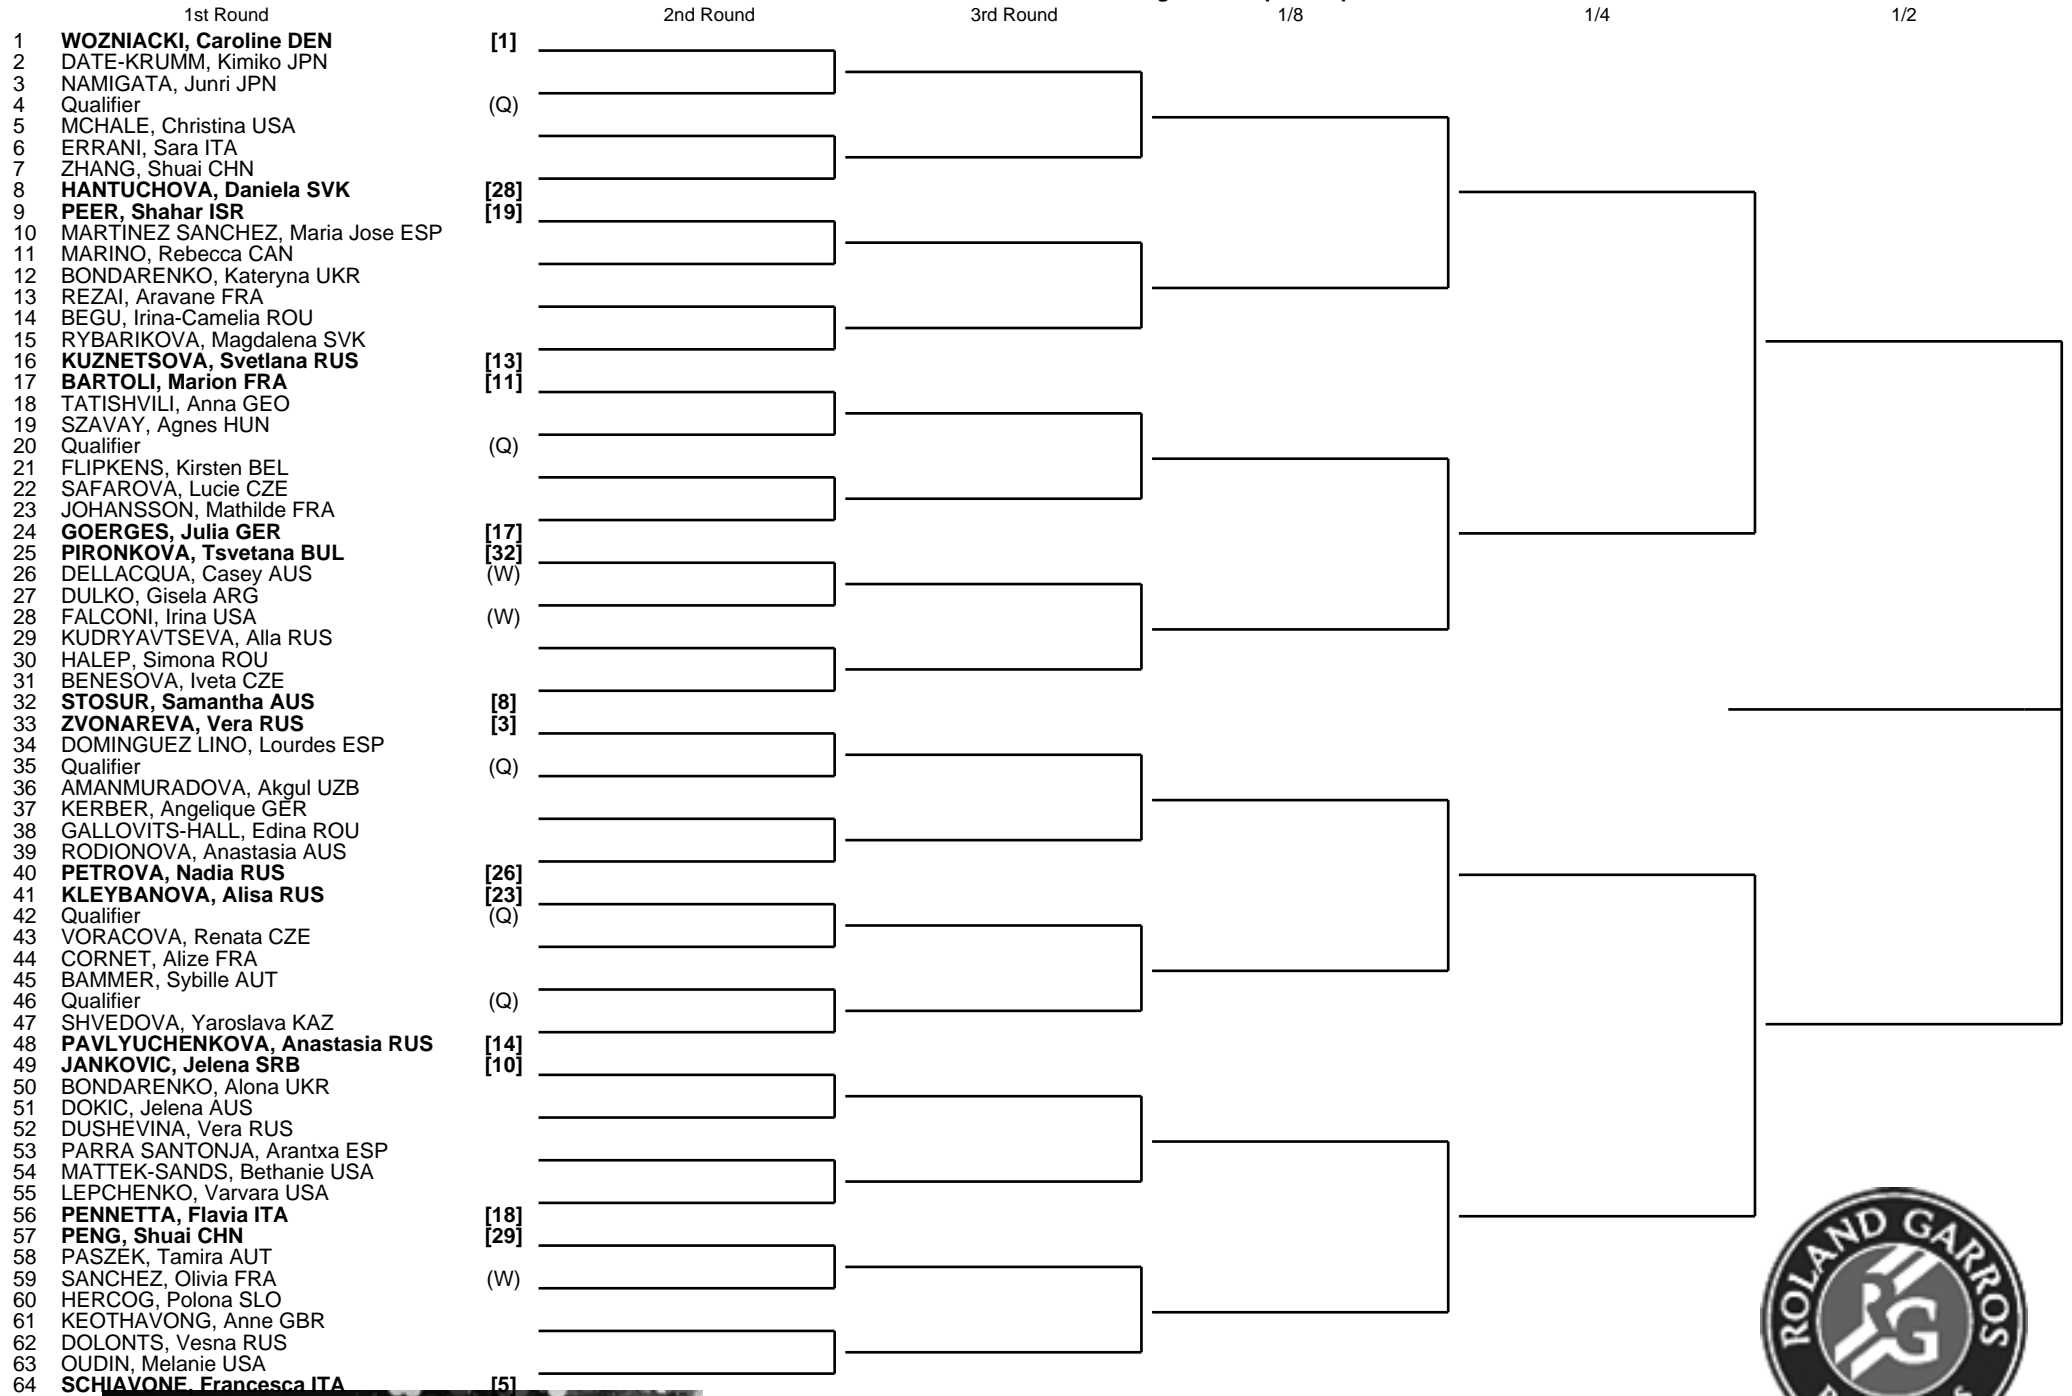 1st Round 2nd Round 3rd Round 1/8 1/4 1/2
1 WOZNIACKI, Caroline DEN [1]
2 DATE-KRUMM, Kimiko JPN
3 NAMIGATA, Junri JPN
4 Qualifier (Q)
5 MCHALE, Christina USA
6 ERRANI, Sara ITA
7 ZHANG, Shuai CHN
8 HANTUCHOVA, Daniela SVK [28]
9 PEER, Shahar ISR [19]
10 MARTINEZ SANCHEZ, Maria Jose ESP
11 MARINO, Rebecca CAN
12 BONDARENKO, Kateryna UKR
13 REZAI, Aravane FRA
14 BEGU, Irina-Camelia ROU
15 RYBARIKOVA, Magdalena SVK
16 KUZNETSOVA, Svetlana RUS [13]
17 BARTOLI, Marion FRA [11]
18 TATISHVILI, Anna GEO
19 SZAVAY, Agnes HUN
20 Qualifier (Q)
21 FLIPKENS, Kirsten BEL
22 SAFAROVA, Lucie CZE
23 JOHANSSON, Mathilde FRA
24 GOERGES, Julia GER [17]
25 PIRONKOVA, Tsvetana BUL [32]
26 DELLACQUA, Casey AUS (W)
27 DULKO, Gisela ARG
28 FALCONI, Irina USA (W)
29 KUDRYAVTSEVA, Alla RUS
30 HALEP, Simona ROU
31 BENESOVA, Iveta CZE
32 STOSUR, Samantha AUS [8]
33 ZVONAREVA, Vera RUS [3]
34 DOMINGUEZ LINO, Lourdes ESP
35 Qualifier (Q)
36 AMANMURADOVA, Akgul UZB
37 KERBER, Angelique GER
38 GALLOVITS-HALL, Edina ROU
39 RODIONOVA, Anastasia AUS
40 PETROVA, Nadia RUS [26]
41 KLEYBANOVA, Alisa RUS [23]
42 Qualifier (Q)
43 VORACOVA, Renata CZE
44 CORNET, Alize FRA
45 BAMMER, Sybille AUT
46 Qualifier (Q)
47 SHVEDOVA, Yaroslava KAZ
48 PAVLYUCHENKOVA, Anastasia RUS [14]
49 JANKOVIC, Jelena SRB [10]
50 BONDARENKO, Alona UKR
51 DOKIC, Jelena AUS
52 DUSHEVINA, Vera RUS
53 PARRA SANTONJA, Arantxa ESP
54 MATTEK-SANDS, Bethanie USA
55 LEPCHENKO, Varvara USA
56 PENNETTA, Flavia ITA [18]
57 PENG, Shuai CHN [29]
58 PASZEK, Tamira AUT
59 SANCHEZ, Olivia FRA (W)
60 HERCOG, Polona SLO
61 KEOTHAVONG, Anne GBR
62 DOLONTS, Vesna RUS
63 OUDIN, Melanie USA
64 SCHIAVONE, Francesca ITA [5]
ROLAND GARROS
RG